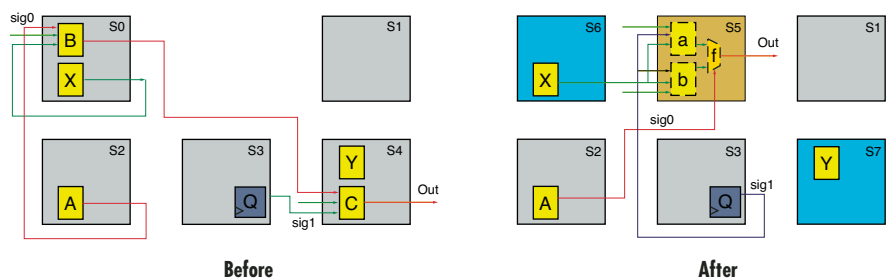 sig0
S0
B
X
S1
S2
A
S3
Q
sig1
S4
Y
C
Out
Before
S6
X
S5
a
b
f
Out
S1
sig0
S2
A
S3
Q
sig1
S7
Y
After